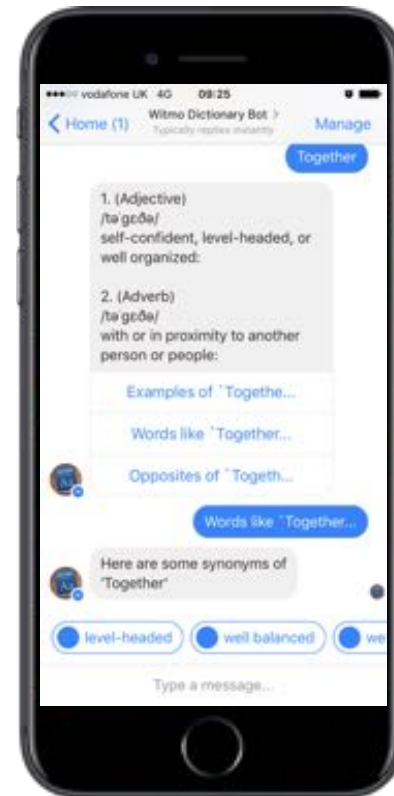 vodafone UK 4G 09:25
Home (1) Witmo Dictionary Bot > Manage
Typically replies instantly
Together
1. (Adjective)
/təˈɡɛðə/
self-confident, level-headed, or
well organized:
2. (Adverb)
/təˈɡɛðə/
with or in proximity to another
person or people:
Examples of `Togethe...
Words like `Together...
Opposites of `Togeth...
Words like `Together...
Here are some synonyms of
'Together'
level-headed well balanced we
Type a message...